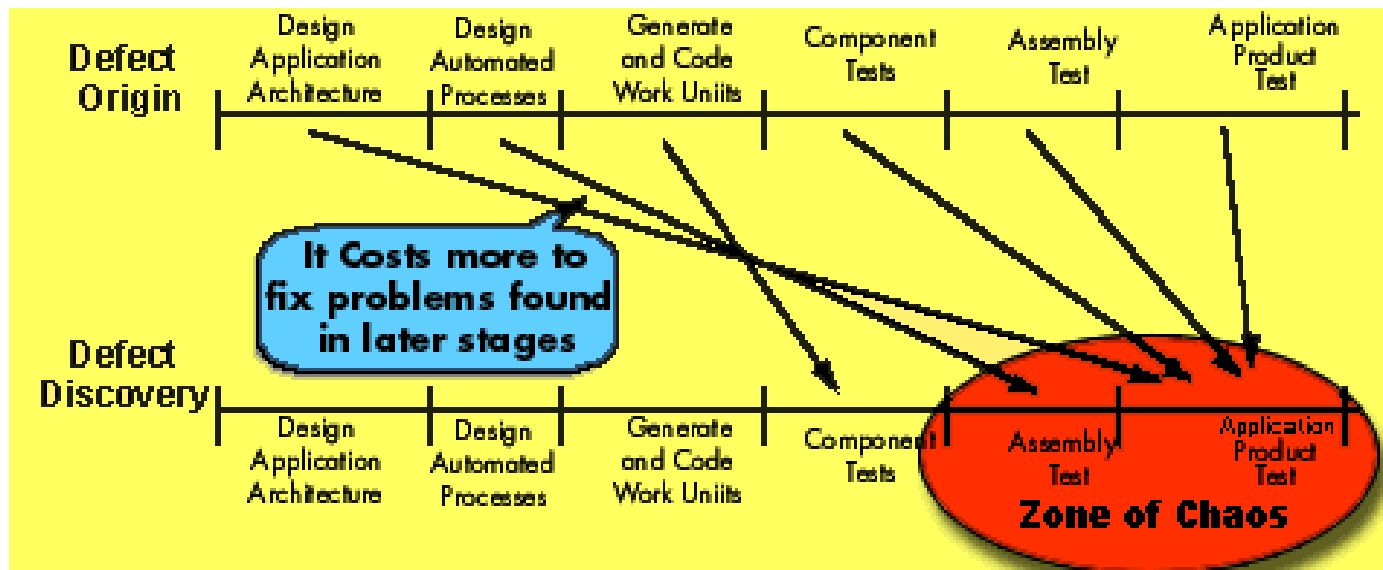 Defect
Origin
Design
Application
Architecture
Design
Automated
Processes
Generate
and Code
Work Uniits
Component
Tests
Assembly
Test
Application
Product
Test
It Costs more to
fix problems found
in later stages
Defect
Discovery
Design
Application
Architecture
Design
Automated
Processes
Generate
and Code
Work Uniits
Component
Tests
Assembly
Test
Application
Product
Test
Zone of Chaos